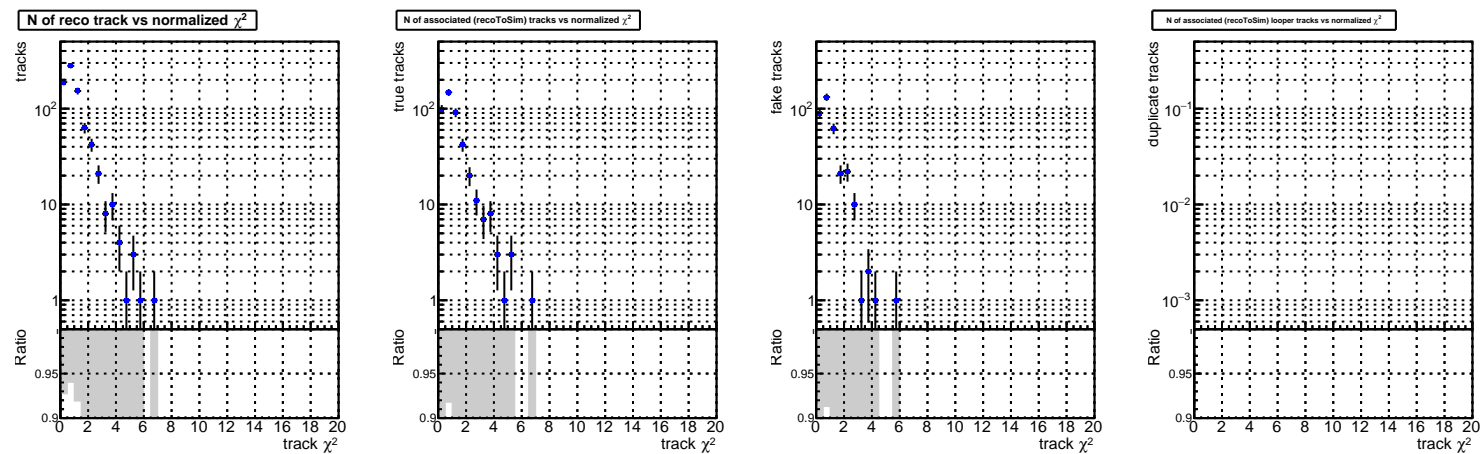 N of reco track vs normalized χ²
tracks
10²
10
1
Ratio
1
0.95
0.9
0 2 4 6 8 10 12 14 16 18 20
track χ²
N of associated (recoToSim) tracks vs normalized χ²
true tracks
10²
10
1
Ratio
1
0.95
0.9
0 2 4 6 8 10 12 14 16 18 20
track χ²
fake tracks
10²
10
1
Ratio
1
0.95
0.9
0 2 4 6 8 10 12 14 16 18 20
track χ²
N of associated (recoToSim) looper tracks vs normalized χ²
duplicate tracks
10⁻¹
10⁻²
10⁻³
Ratio
1
0.95
0.9
0 2 4 6 8 10 12 14 16 18 20
track χ²